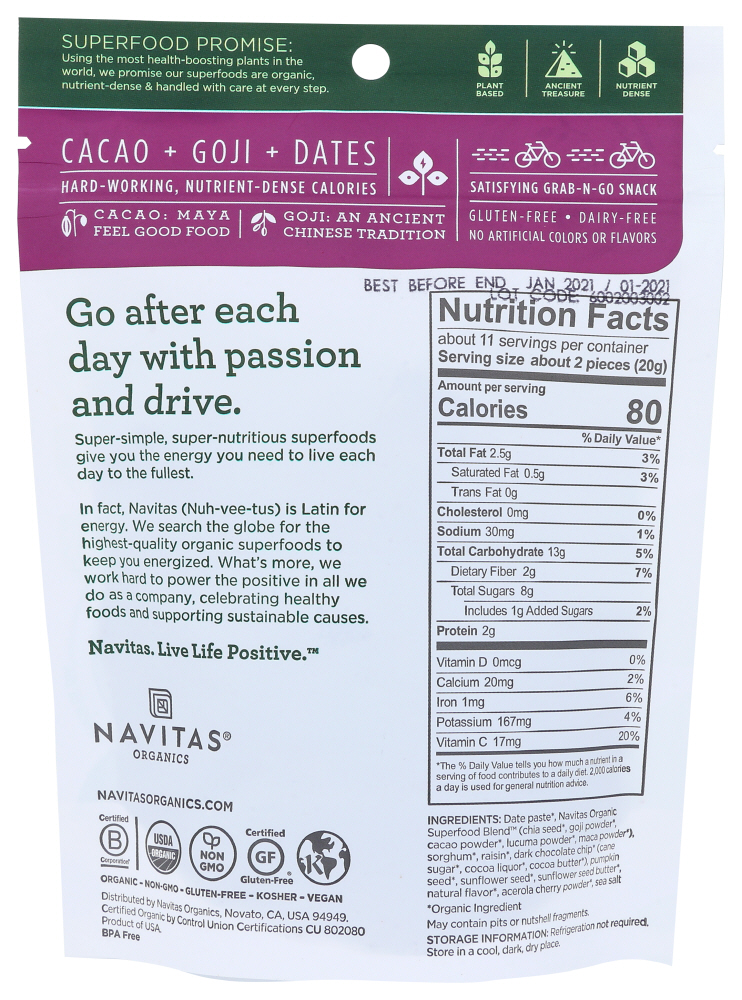 SUPERFOOD PROMISE:
Using the most health-boosting plants in the
world, we promise our superfoods are organic,
nutrient-dense & handled with care at every step.
PLANT
BASED
ANCIENT
TREASURE
NUTRIENT
DENSE
CACAO + GOJI + DATES
HARD-WORKING, NUTRIENT-DENSE CALORIES
CACAO: MAYA
FEEL GOOD FOOD
GOJI: AN ANCIENT
CHINESE TRADITION
SATISFYING GRAB-N-GO SNACK
GLUTEN-FREE • DAIRY-FREE
NO ARTIFICIAL COLORS OR FLAVORS
BEST BEFORE END JAN 2021 / 01-2021
LOT CODE: 6002003002
Go after each
day with passion
and drive.
Super-simple, super-nutritious superfoods
give you the energy you need to live each
day to the fullest.
In fact, Navitas (Nuh-vee-tus) is Latin for
energy. We search the globe for the
highest-quality organic superfoods to
keep you energized. What's more, we
work hard to power the positive in all we
do as a company, celebrating healthy
foods and supporting sustainable causes.
Navitas. Live Life Positive.™
NAVITAS®
ORGANICS
NAVITASORGANICS.COM
Certified
B
Corporation
USDA
ORGANIC
NON
GMO
Certified
GF
Gluten-Free
K
ORGANIC - NON-GMO - GLUTEN-FREE - KOSHER - VEGAN
Distributed by Navitas Organics, Novato, CA, USA 94949.
Certified Organic by Control Union Certifications CU 802080
Product of USA.
BPA Free
Nutrition Facts
about 11 servings per container
Serving size about 2 pieces (20g)
Amount per serving
Calories 80
% Daily Value*
Total Fat 2.5g 3%
Saturated Fat 0.5g 3%
Trans Fat 0g
Cholesterol 0mg 0%
Sodium 30mg 1%
Total Carbohydrate 13g 5%
Dietary Fiber 2g 7%
Total Sugars 8g
Includes 1g Added Sugars 2%
Protein 2g
Vitamin D 0mcg 0%
Calcium 20mg 2%
Iron 1mg 6%
Potassium 167mg 4%
Vitamin C 17mg 20%
*The % Daily Value tells you how much a nutrient in a
serving of food contributes to a daily diet. 2,000 calories
a day is used for general nutrition advice.
INGREDIENTS: Date paste*, Navitas Organic
Superfood Blend™ (chia seed*, goji powder*,
cacao powder*, lucuma powder*, maca powder*),
sorghum*, raisin*, dark chocolate chip* (cane
sugar*, cocoa liquor*, cocoa butter*), pumpkin
seed*, sunflower seed*, sunflower seed butter*,
natural flavor*, acerola cherry powder*, sea salt
*Organic Ingredient
May contain pits or nutshell fragments.
STORAGE INFORMATION: Refrigeration not required.
Store in a cool, dark, dry place.